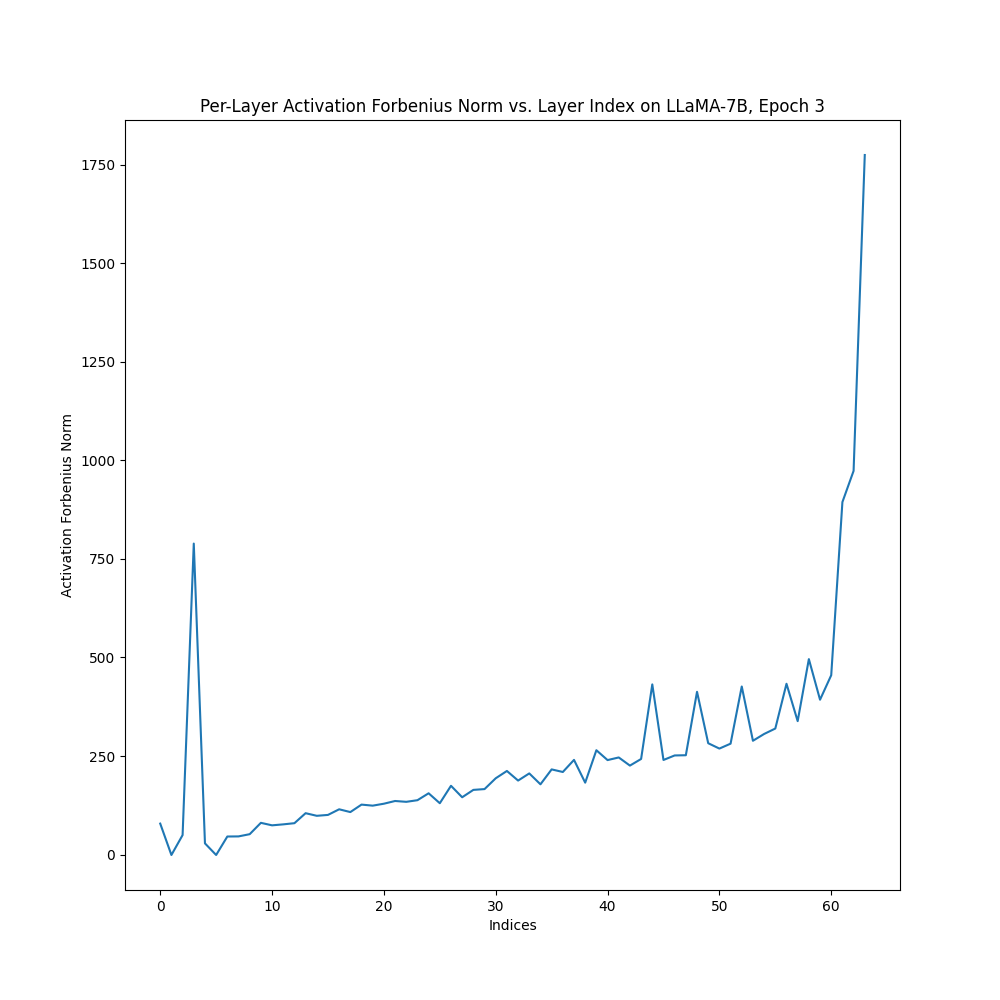 Per-Layer Activation Forbenius Norm vs. Layer Index on LLaMA-7B, Epoch 3
1750
1500
1250
1000
750
500
250
0
Activation Forbenius Norm
0 10 20 30 40 50 60
Indices